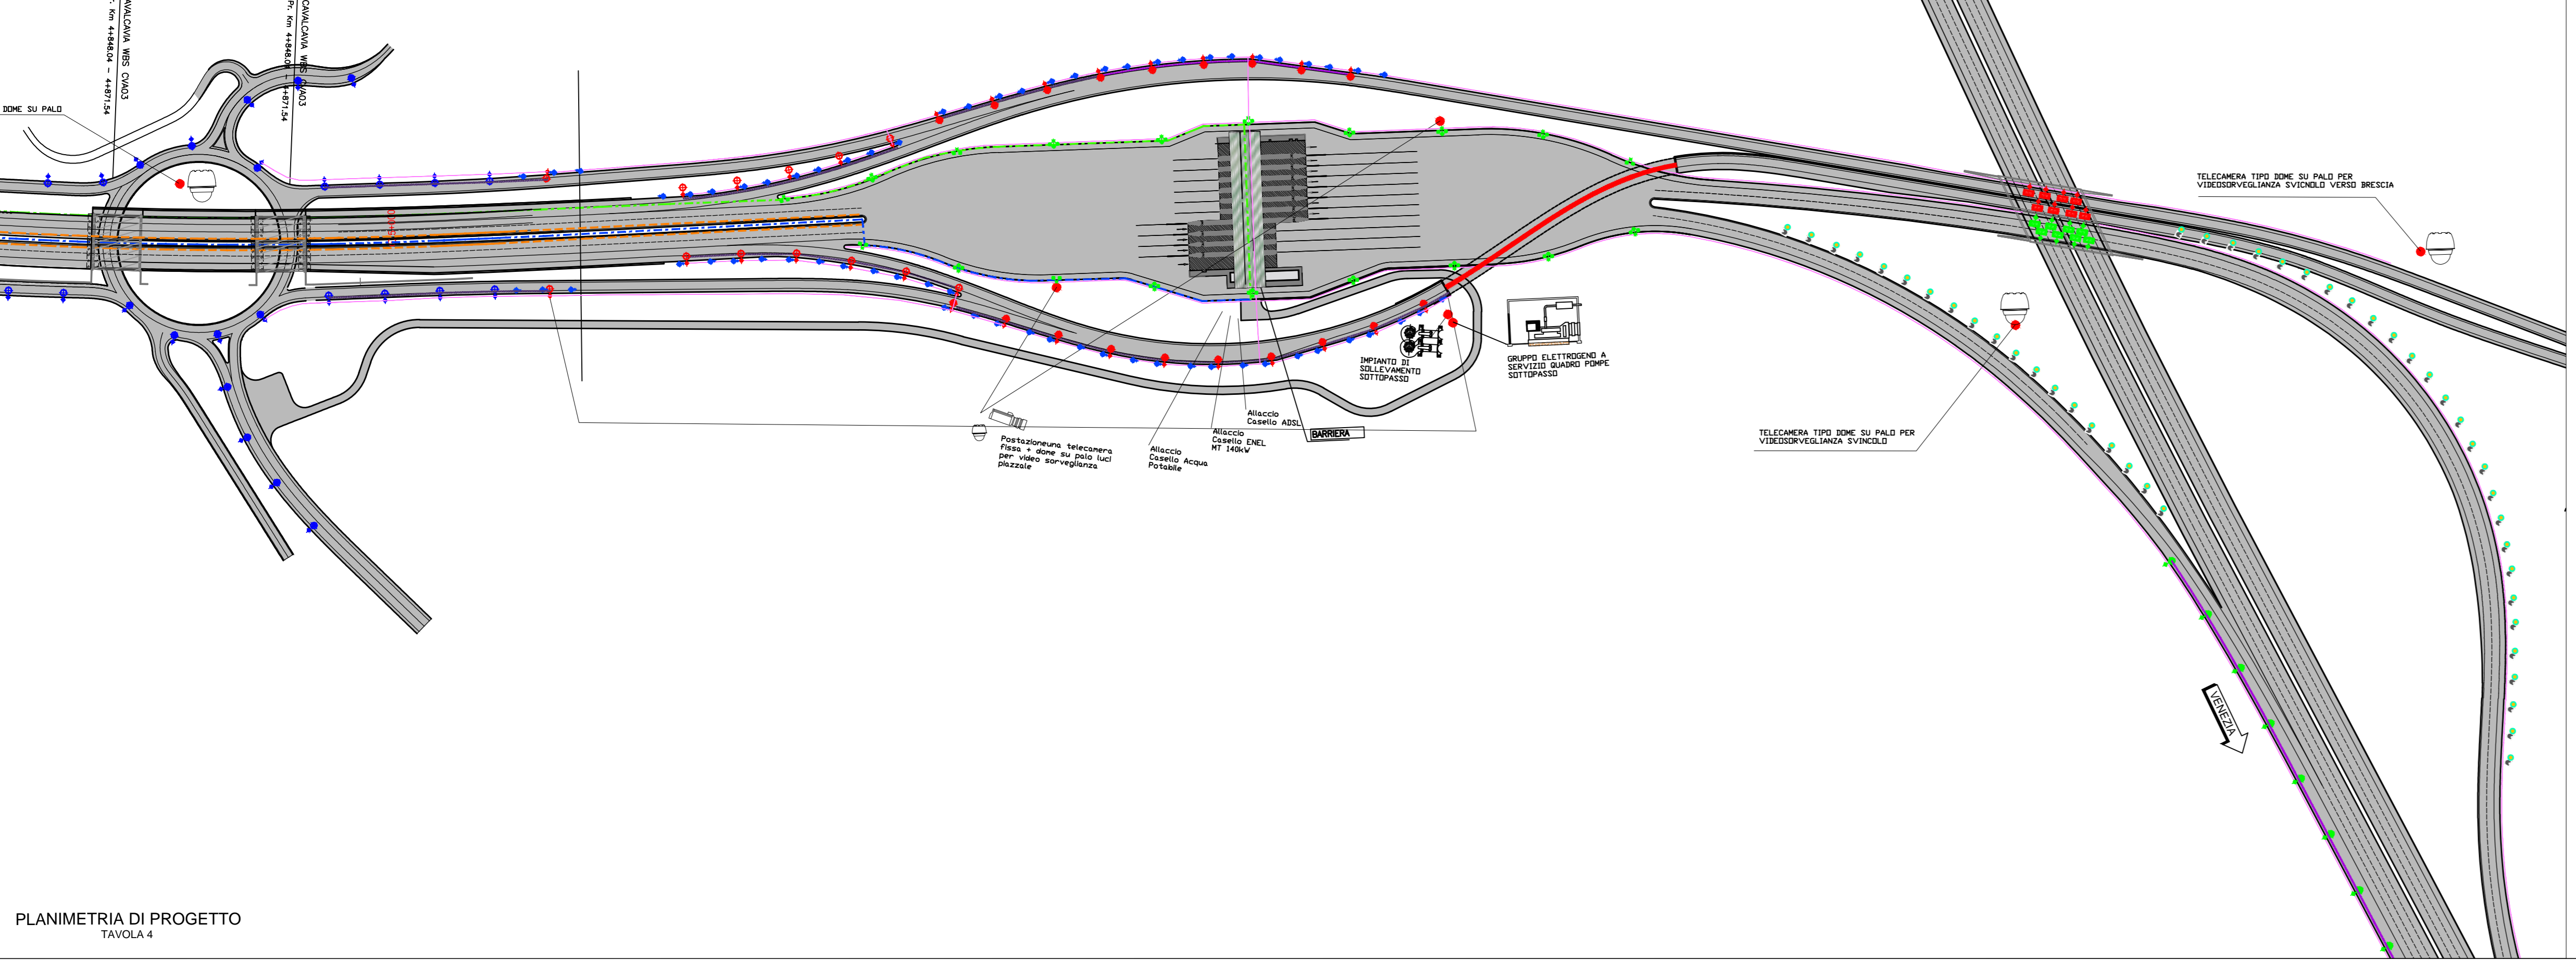 CAVALCAVIA WBS CVA03
Pr. Km 4+848.04 - 4+871.54
CAVALCAVIA WBS CVA03
Pr. Km 4+848.04 - 4+871.54
DOME SU PALO
TELECAMERA TIPO DOME SU PALO PER
VIDEOSORVEGLIANZA SVICNOLO VERSO BRESCIA
IMPIANTO DI
SOLLEVAMENTO
SOTTOPASSO
GRUPPO ELETTROGENO A
SERVIZIO QUADRO POMPE
SOTTOPASSO
Allaccio
Casello ADSL
Allaccio
Casello ENEL
MT 140kW
BARRIERA
Postazioneuna telecamera
fissa + dome su palo luci
per video sorveglianza
piazzale
Allaccio
Casello Acqua
Potabile
TELECAMERA TIPO DOME SU PALO PER
VIDEOSORVEGLIANZA SVINCOLO
VENEZIA
PLANIMETRIA DI PROGETTO
TAVOLA 4